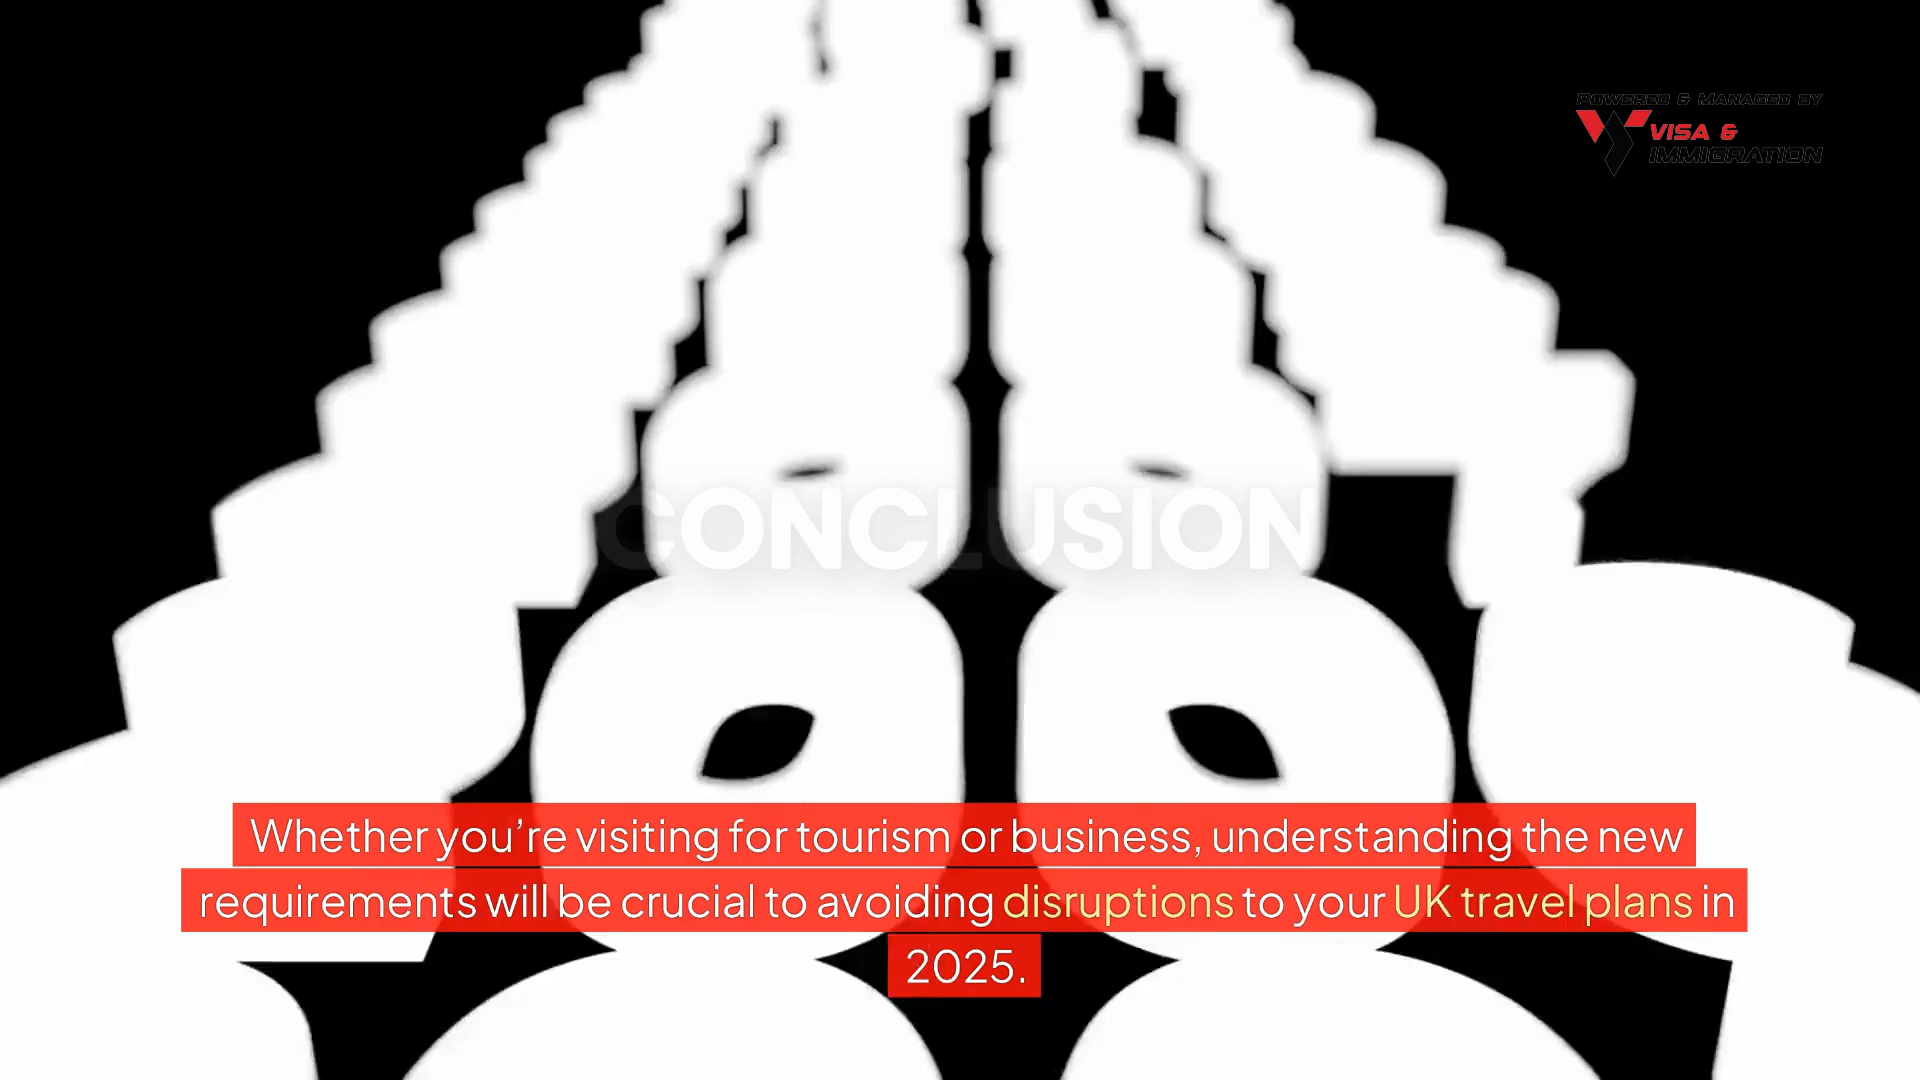 POWERED & MANAGED BY
VISA &
IMMIGRATION
CONCLUSION
Whether you’re visiting for tourism or business, understanding the new
requirements will be crucial to avoiding disruptions to your UK travel plans in
2025.